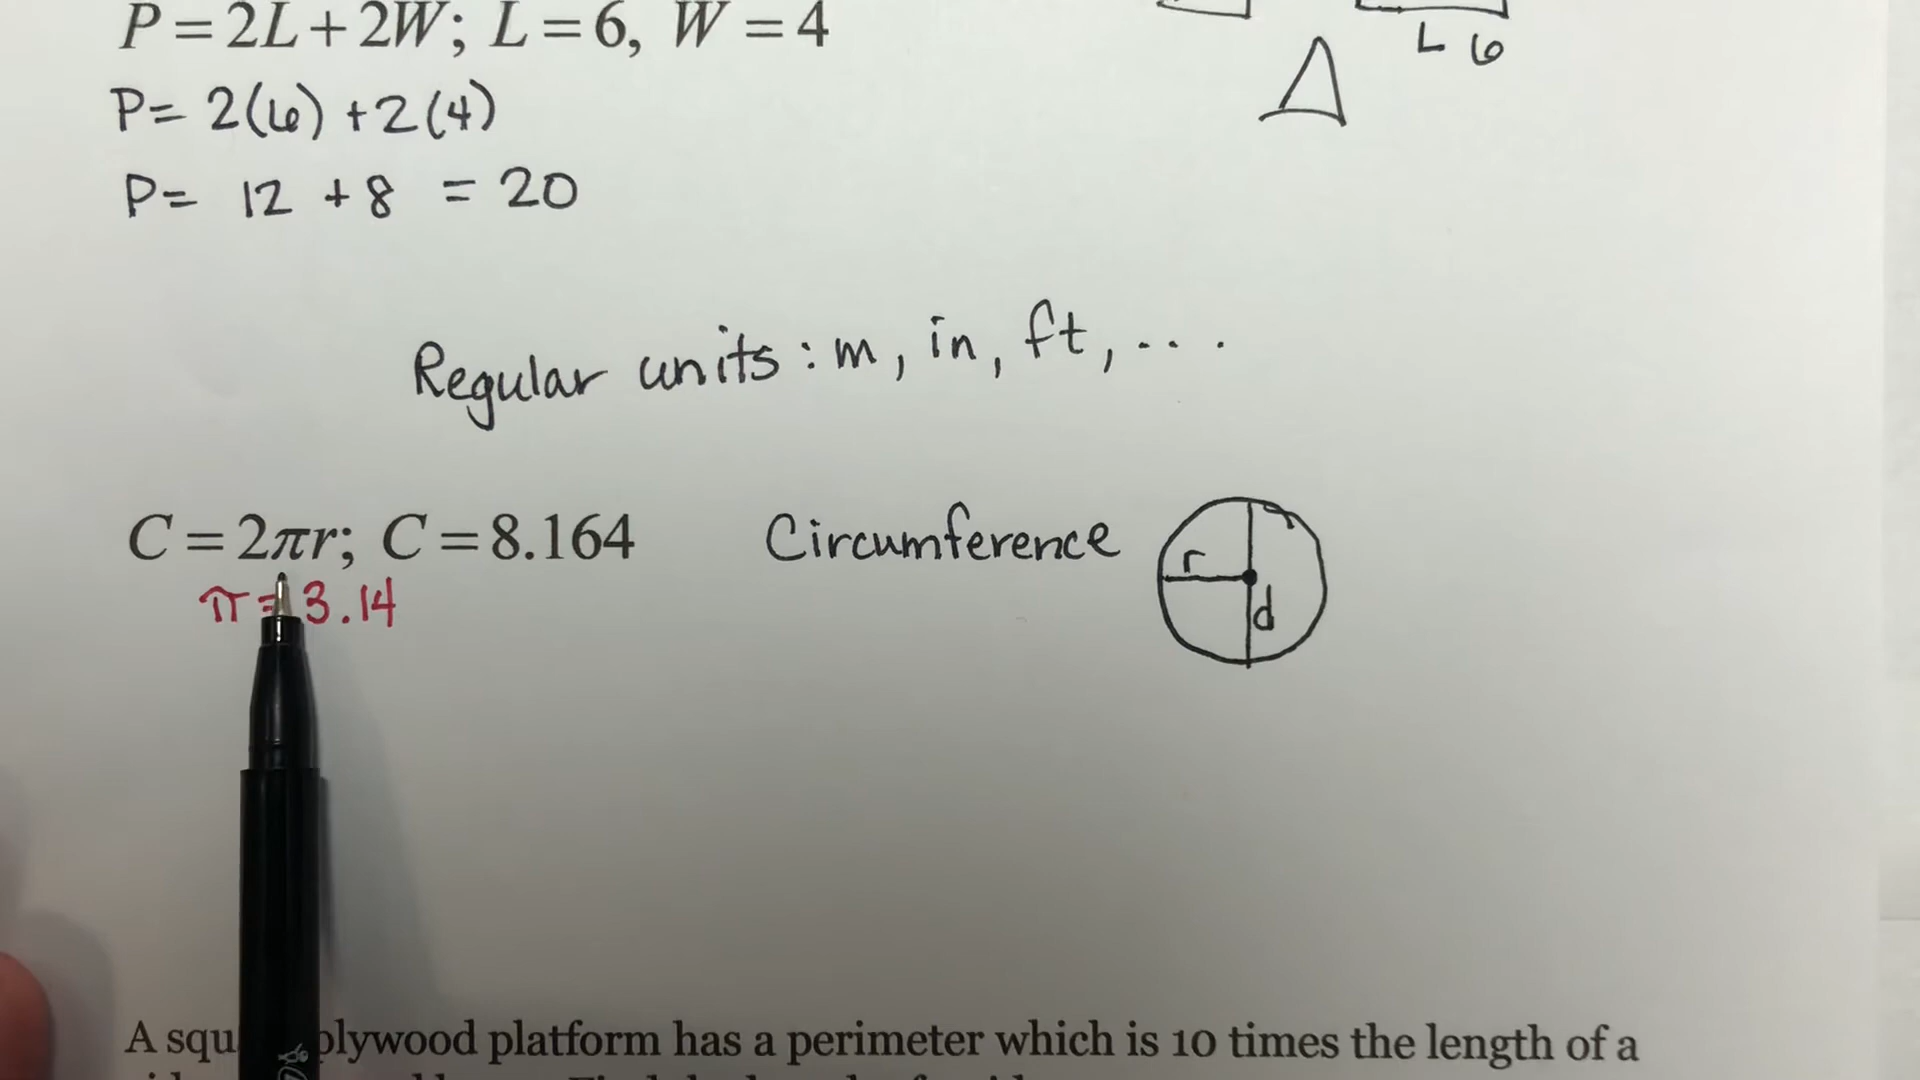 P = 2L + 2W; L = 6, W = 4
L 6
P = 2(6) + 2(4)
P = 12 + 8 = 20
Regular units : m, in, ft, ....
C = 2πr; C = 8.164 Circumference
r
d
π = 3.14
A plywood platform has a perimeter which is 10 times the length of a